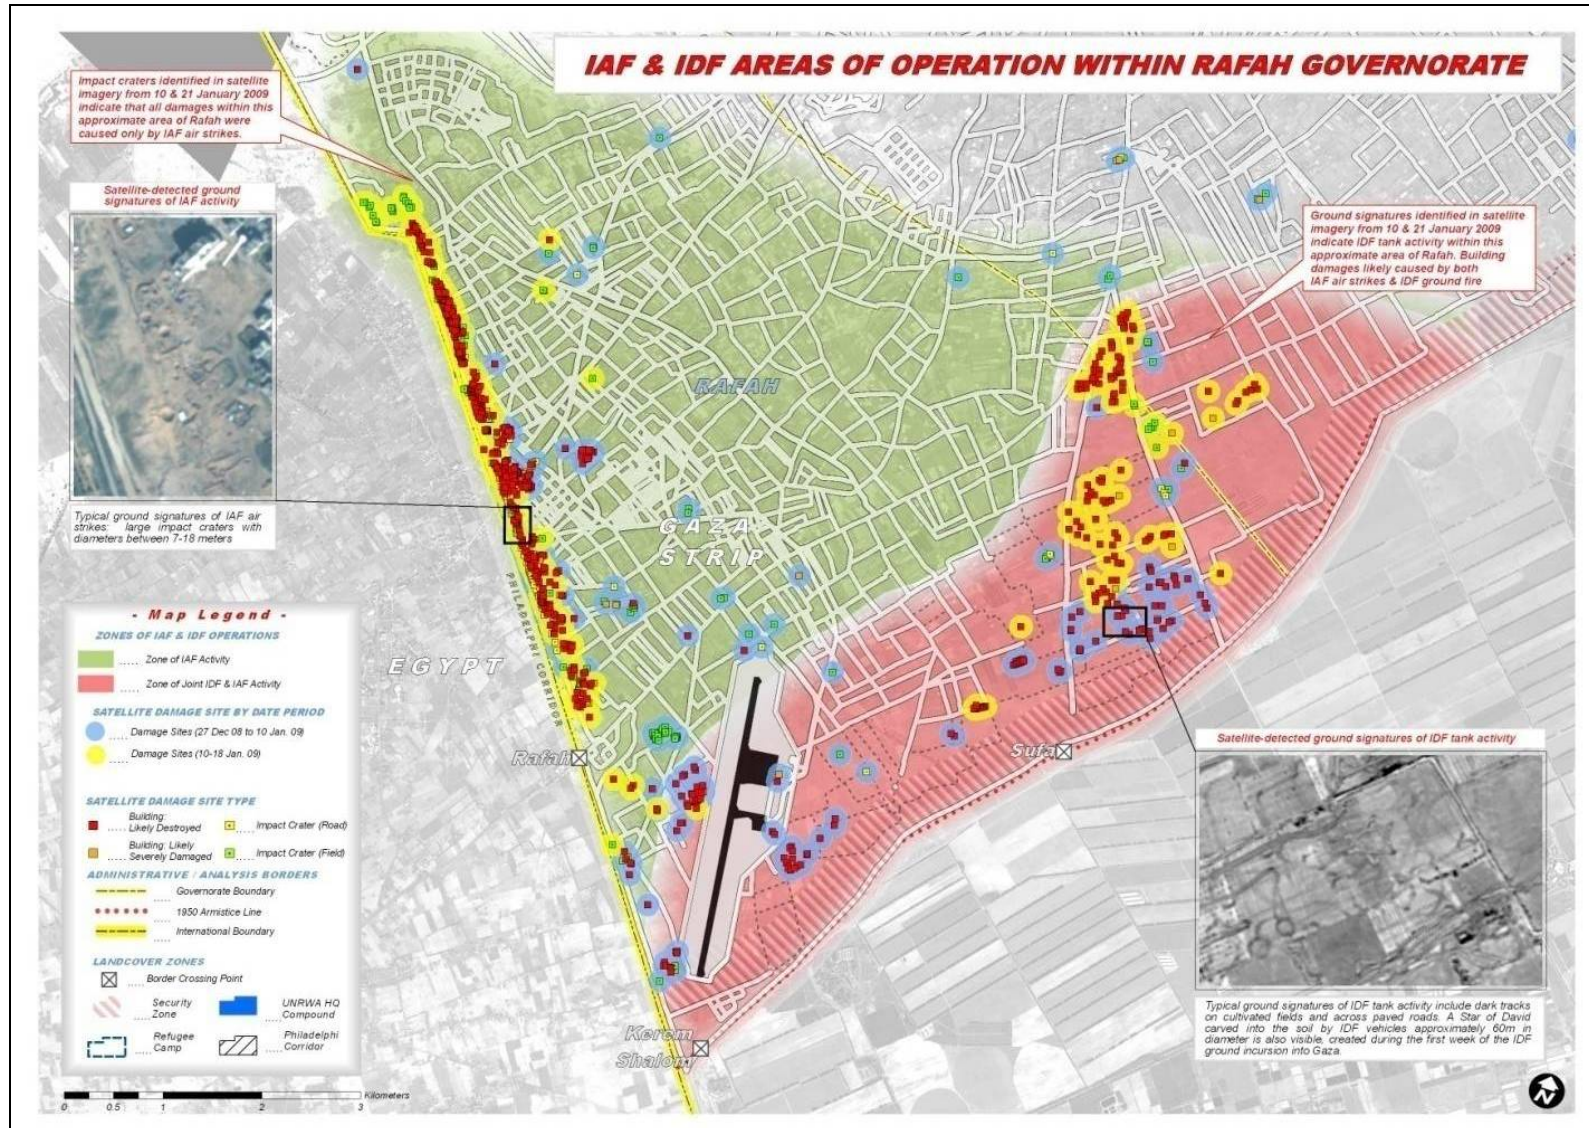 IAF & IDF AREAS OF OPERATION WITHIN RAFAH GOVERNORATE
Impact craters identified in satellite
imagery from 10 & 21 January 2009
indicate that all damages within this
approximate area of Rafah were
caused only by IAF air strikes.
Satellite-detected ground
signatures of IAF activity
Typical ground signatures of IAF air
strikes: large impact craters with
diameters between 7-18 meters
Ground signatures identified in satellite
imagery from 10 & 21 January 2009
indicate IDF tank activity within this
approximate area of Rafah. Building
damages likely caused by both
IAF air strikes & IDF ground fire
RAFAH
GAZA
STRIP
EGYPT
PHILADELPHI CORRIDOR
Rafah
Sufa
Kerem
Shalom
- Map Legend -
ZONES OF IAF & IDF OPERATIONS
..... Zone of IAF Activity
..... Zone of Joint IDF & IAF Activity
SATELLITE DAMAGE SITE BY DATE PERIOD
..... Damage Sites (27 Dec 08 to 10 Jan. 09)
..... Damage Sites (10-18 Jan. 09)
SATELLITE DAMAGE SITE TYPE
Building:
..... Likely Destroyed
..... Impact Crater (Road)
Building: Likely
..... Severely Damaged
..... Impact Crater (Field)
ADMINISTRATIVE / ANALYSIS BORDERS
..... Governorate Boundary
..... 1950 Armistice Line
..... International Boundary
LANDCOVER ZONES
..... Border Crossing Point
Security
..... Zone
UNRWA HQ
..... Compound
Refugee
..... Camp
Philadelphi
..... Corridor
Kilometers
0 0.5 1 2 3
Satellite-detected ground signatures of IDF tank activity
Typical ground signatures of IDF tank activity include dark tracks
on cultivated fields and across paved roads. A Star of David
carved into the soil by IDF vehicles approximately 60m in
diameter is also visible, created during the first week of the IDF
ground incursion into Gaza.
N